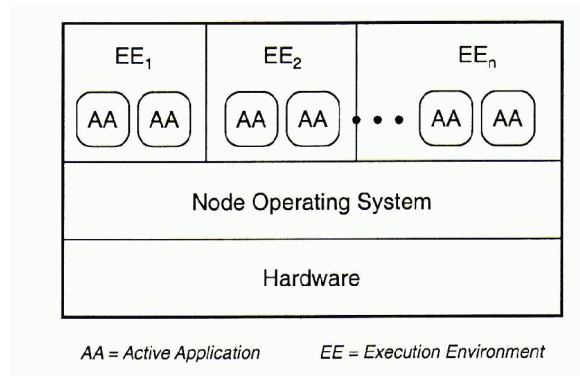 EE1 EE2 EEn
AA AA AA AA • • • AA AA
Node Operating System
Hardware
AA = Active Application EE = Execution Environment